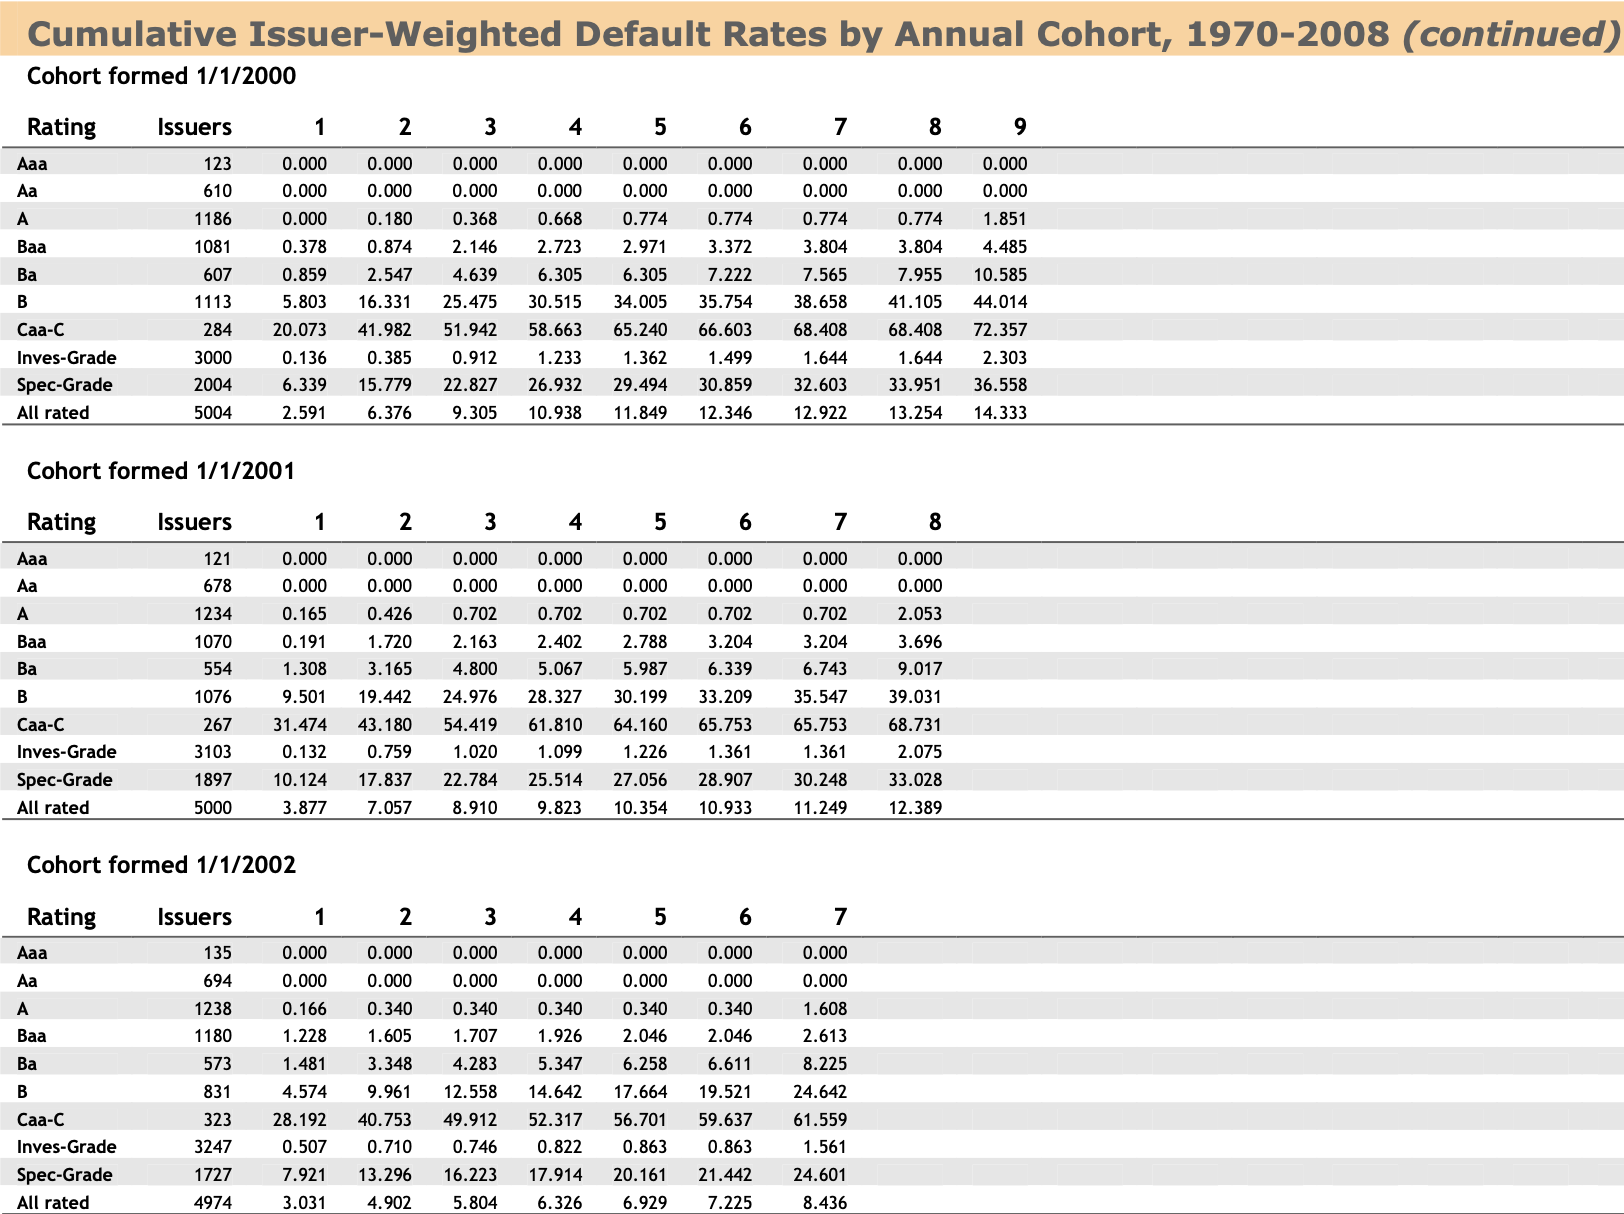 Cumulative Issuer-Weighted Default Rates by Annual Cohort, 1970-2008 (continued)
Cohort formed 1/1/2000
Rating Issuers 1 2 3 4 5 6 7 8 9
Aaa 123 0.000 0.000 0.000 0.000 0.000 0.000 0.000 0.000 0.000
Aa 610 0.000 0.000 0.000 0.000 0.000 0.000 0.000 0.000 0.000
A 1186 0.000 0.180 0.368 0.668 0.774 0.774 0.774 0.774 1.851
Baa 1081 0.378 0.874 2.146 2.723 2.971 3.372 3.804 3.804 4.485
Ba 607 0.859 2.547 4.639 6.305 6.305 7.222 7.565 7.955 10.585
B 1113 5.803 16.331 25.475 30.515 34.005 35.754 38.658 41.105 44.014
Caa-C 284 20.073 41.982 51.942 58.663 65.240 66.603 68.408 68.408 72.357
Inves-Grade 3000 0.136 0.385 0.912 1.233 1.362 1.499 1.644 1.644 2.303
Spec-Grade 2004 6.339 15.779 22.827 26.932 29.494 30.859 32.603 33.951 36.558
All rated 5004 2.591 6.376 9.305 10.938 11.849 12.346 12.922 13.254 14.333
Cohort formed 1/1/2001
Rating Issuers 1 2 3 4 5 6 7 8
Aaa 121 0.000 0.000 0.000 0.000 0.000 0.000 0.000 0.000
Aa 678 0.000 0.000 0.000 0.000 0.000 0.000 0.000 0.000
A 1234 0.165 0.426 0.702 0.702 0.702 0.702 0.702 2.053
Baa 1070 0.191 1.720 2.163 2.402 2.788 3.204 3.204 3.696
Ba 554 1.308 3.165 4.800 5.067 5.987 6.339 6.743 9.017
B 1076 9.501 19.442 24.976 28.327 30.199 33.209 35.547 39.031
Caa-C 267 31.474 43.180 54.419 61.810 64.160 65.753 65.753 68.731
Inves-Grade 3103 0.132 0.759 1.020 1.099 1.226 1.361 1.361 2.075
Spec-Grade 1897 10.124 17.837 22.784 25.514 27.056 28.907 30.248 33.028
All rated 5000 3.877 7.057 8.910 9.823 10.354 10.933 11.249 12.389
Cohort formed 1/1/2002
Rating Issuers 1 2 3 4 5 6 7
Aaa 135 0.000 0.000 0.000 0.000 0.000 0.000 0.000
Aa 694 0.000 0.000 0.000 0.000 0.000 0.000 0.000
A 1238 0.166 0.340 0.340 0.340 0.340 0.340 1.608
Baa 1180 1.228 1.605 1.707 1.926 2.046 2.046 2.613
Ba 573 1.481 3.348 4.283 5.347 6.258 6.611 8.225
B 831 4.574 9.961 12.558 14.642 17.664 19.521 24.642
Caa-C 323 28.192 40.753 49.912 52.317 56.701 59.637 61.559
Inves-Grade 3247 0.507 0.710 0.746 0.822 0.863 0.863 1.561
Spec-Grade 1727 7.921 13.296 16.223 17.914 20.161 21.442 24.601
All rated 4974 3.031 4.902 5.804 6.326 6.929 7.225 8.436